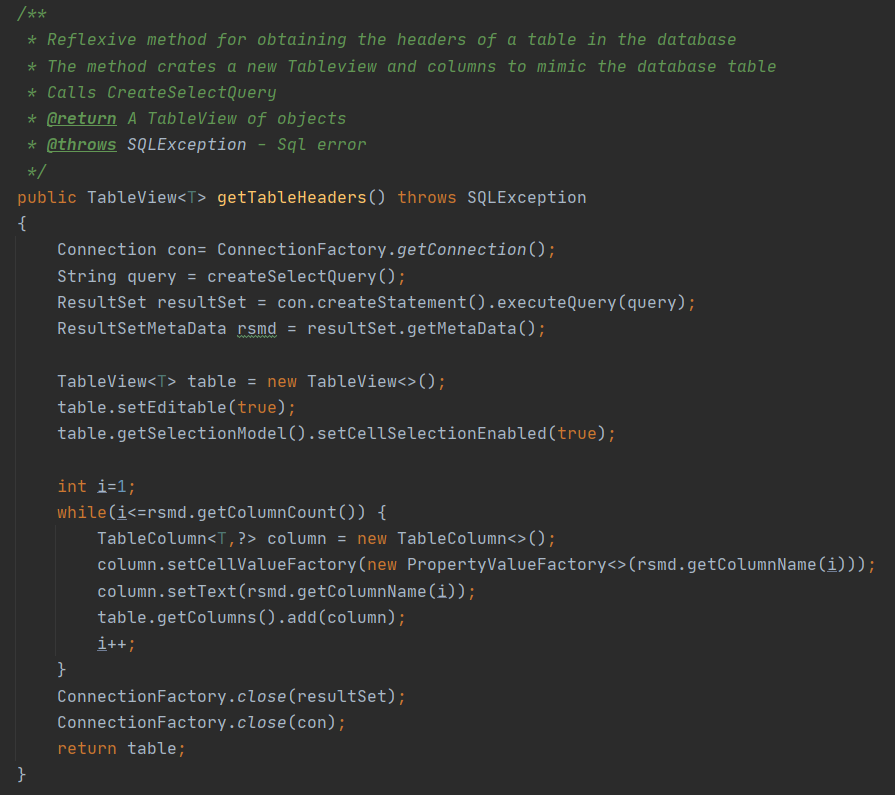 /**
 * Reflexive method for obtaining the headers of a table in the database
 * The method crates a new Tableview and columns to mimic the database table
 * Calls CreateSelectQuery
 * @return A TableView of objects
 * @throws SQLException - Sql error
 */
public TableView<T> getTableHeaders() throws SQLException
{
    Connection con= ConnectionFactory.getConnection();
    String query = createSelectQuery();
    ResultSet resultSet = con.createStatement().executeQuery(query);
    ResultSetMetaData rsmd = resultSet.getMetaData();

    TableView<T> table = new TableView<>();
    table.setEditable(true);
    table.getSelectionModel().setCellSelectionEnabled(true);

    int i=1;
    while(i<=rsmd.getColumnCount()) {
        TableColumn<T,?> column = new TableColumn<>();
        column.setCellValueFactory(new PropertyValueFactory<>(rsmd.getColumnName(i)));
        column.setText(rsmd.getColumnName(i));
        table.getColumns().add(column);
        i++;
    }
    ConnectionFactory.close(resultSet);
    ConnectionFactory.close(con);
    return table;
}